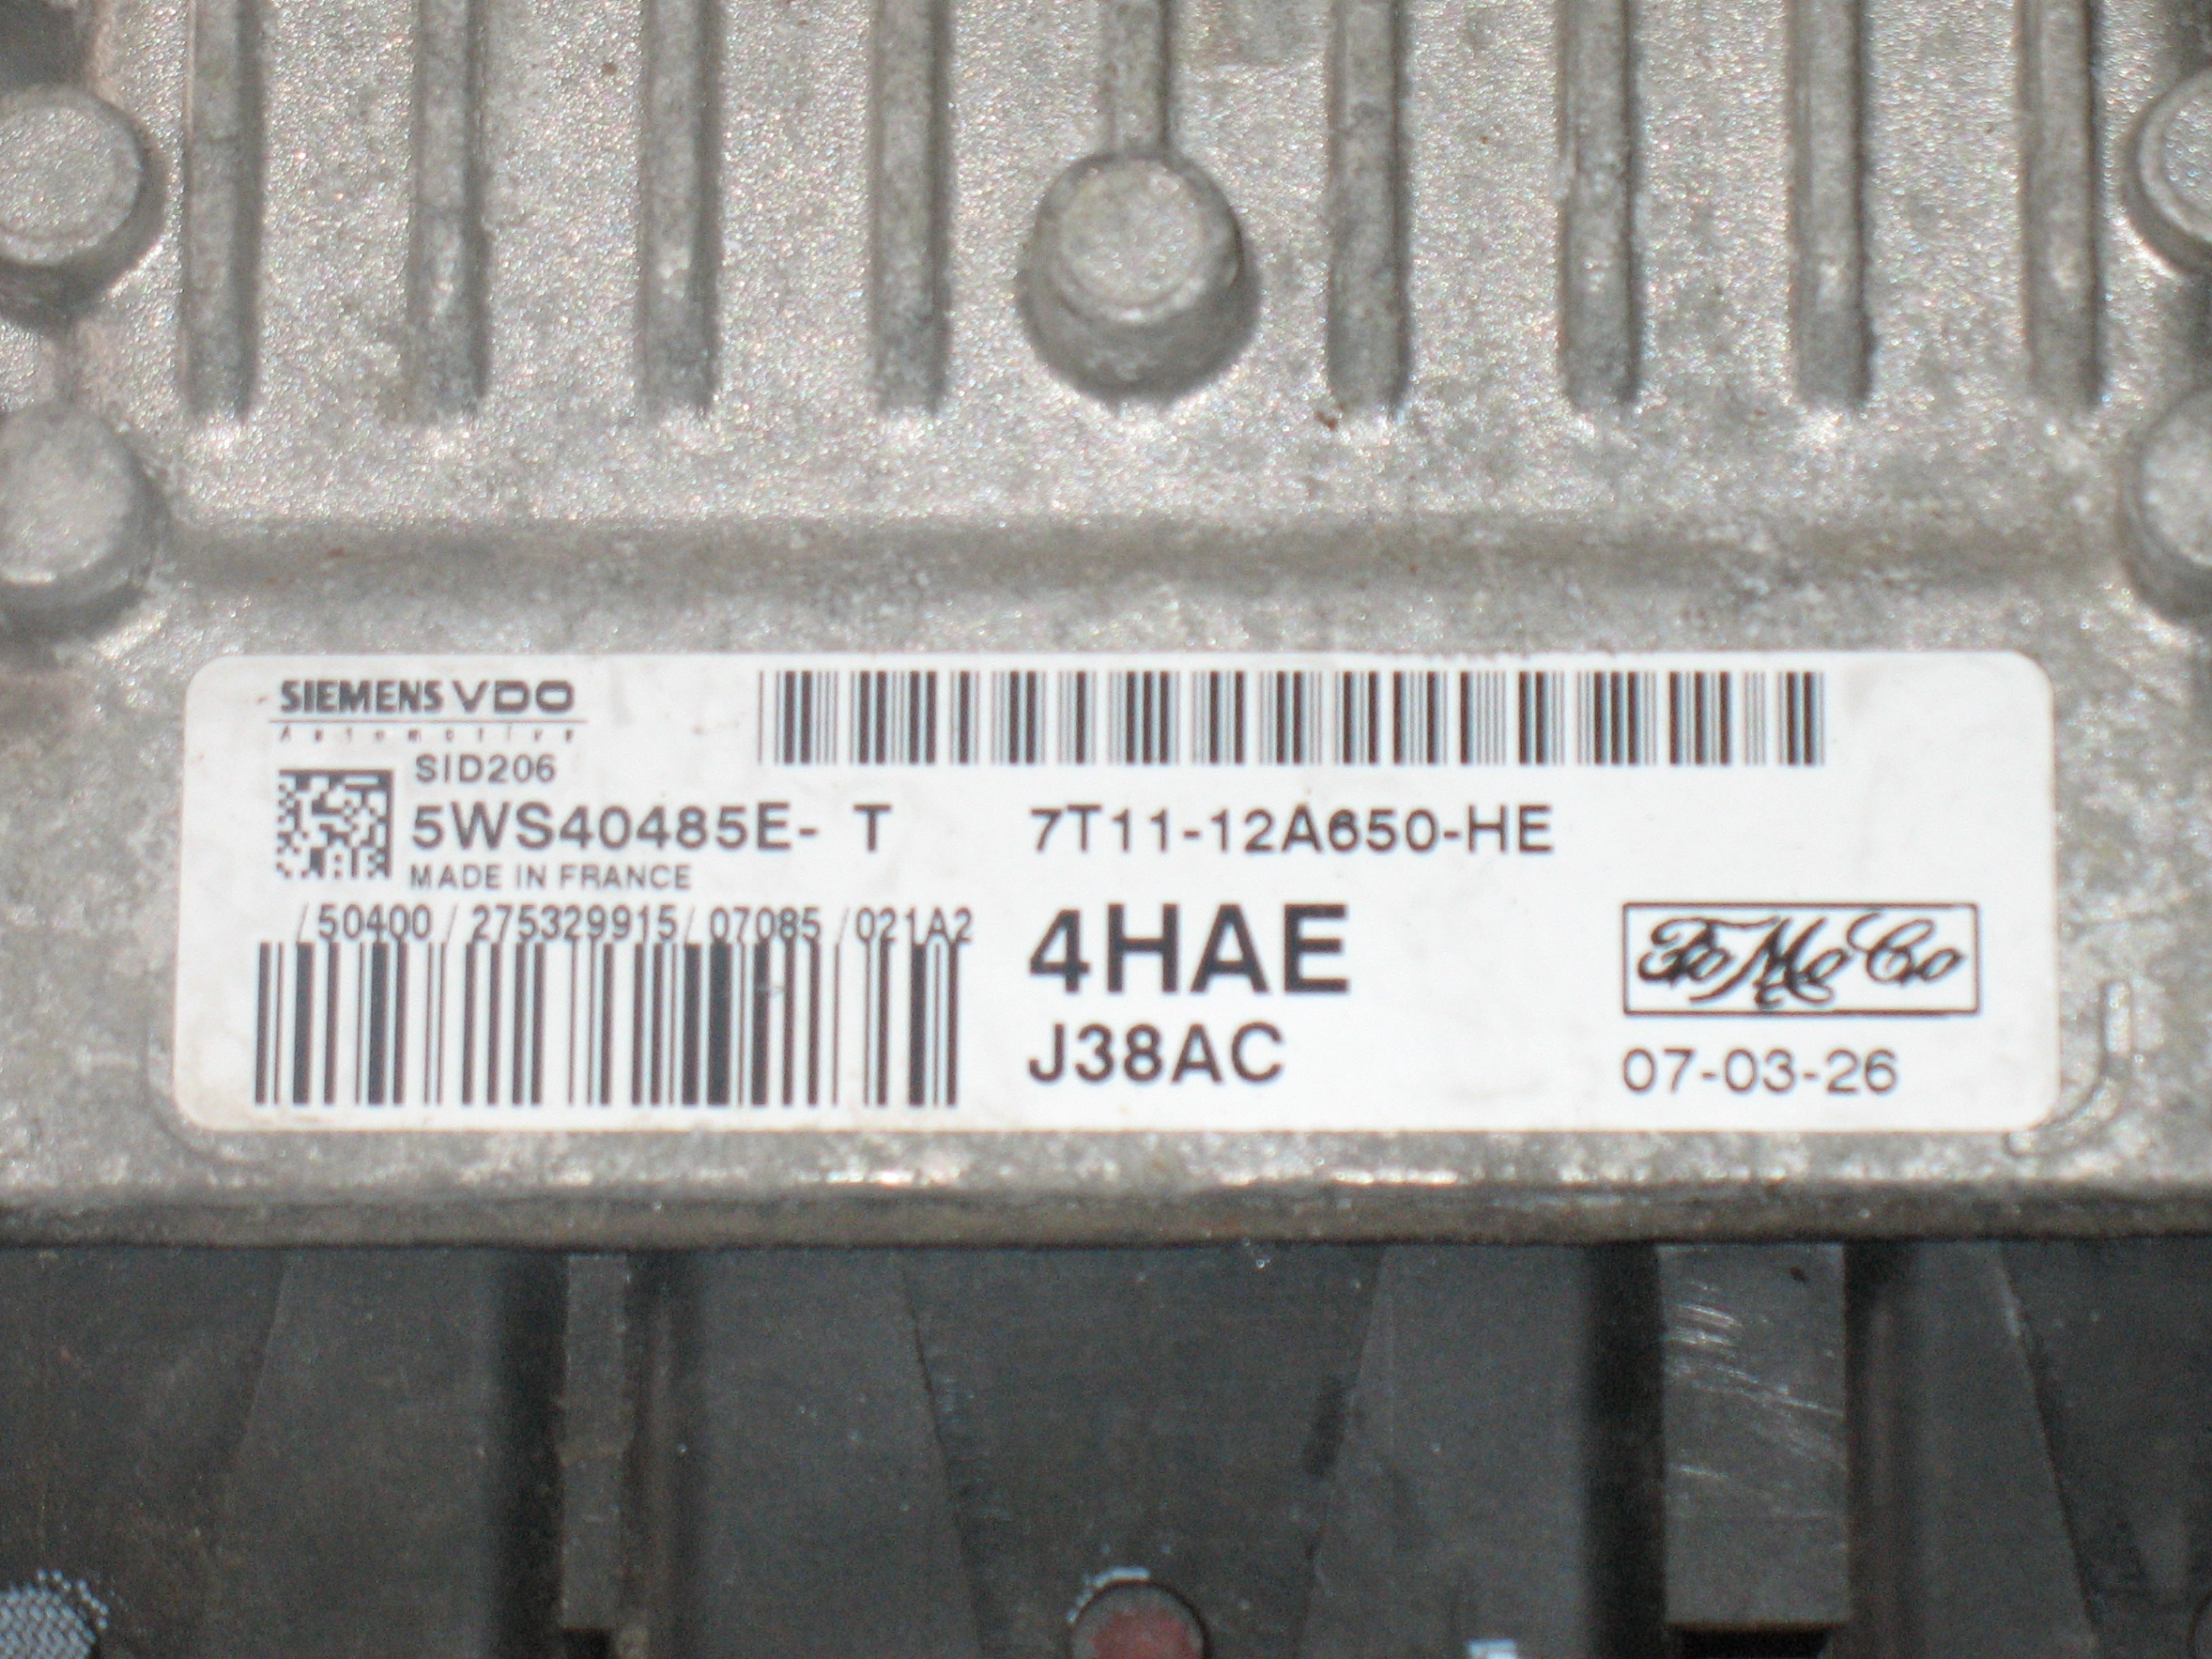 SIEMENS VDO
Automotive
SID206
5WS40485E- T
MADE IN FRANCE
/50400/275329915/07085/021A2
7T11-12A650-HE
4HAE
J38AC
FoMoCo
07-03-26